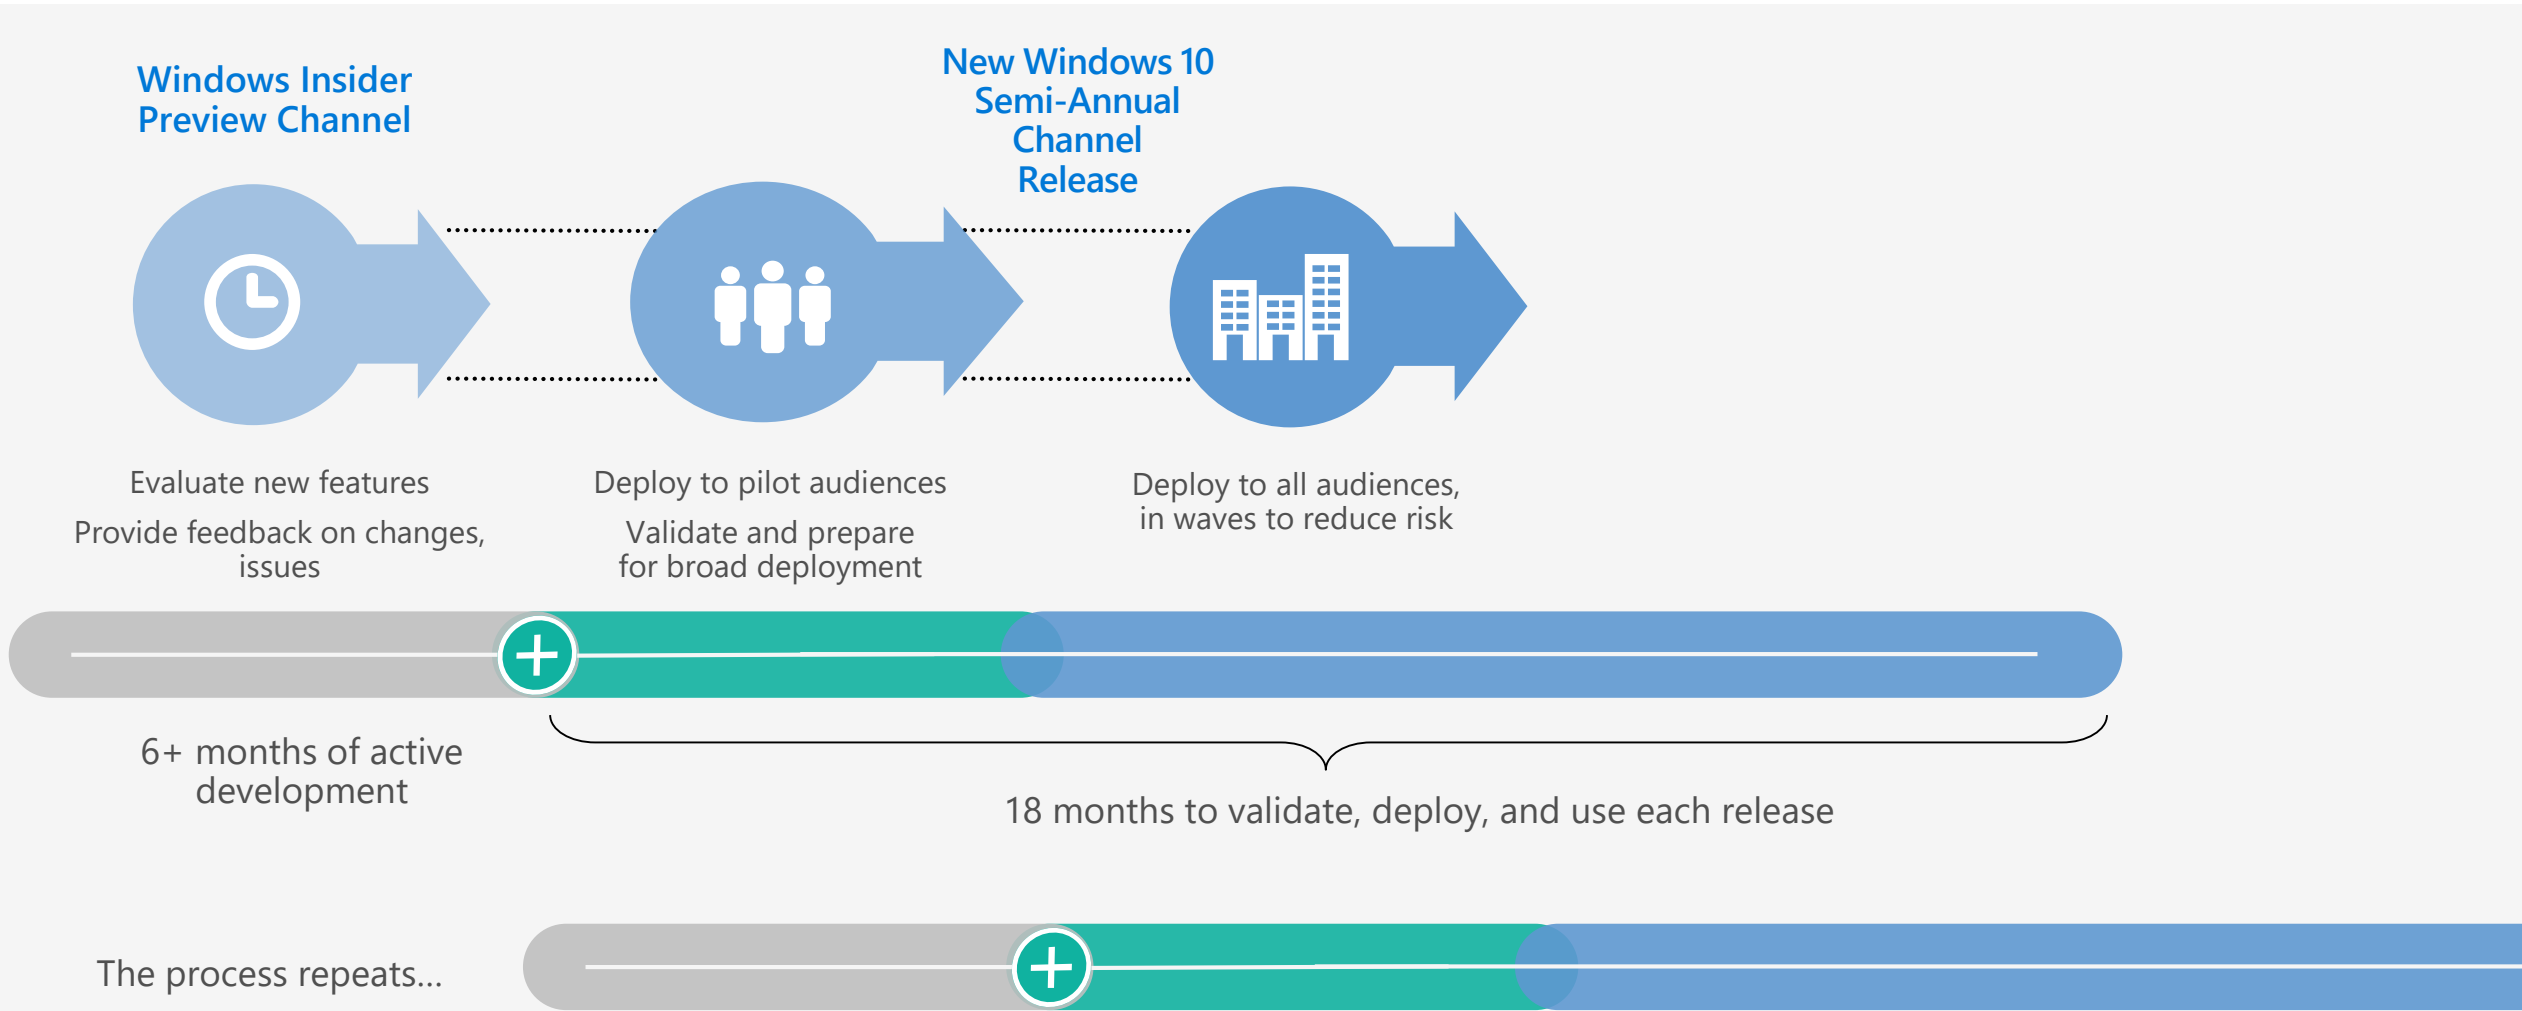 Windows Insider
Preview Channel
New Windows 10
Semi-Annual
Channel
Release
Evaluate new features
Provide feedback on changes,
issues
Deploy to pilot audiences
Validate and prepare
for broad deployment
Deploy to all audiences,
in waves to reduce risk
6+ months of active
development
18 months to validate, deploy, and use each release
The process repeats...